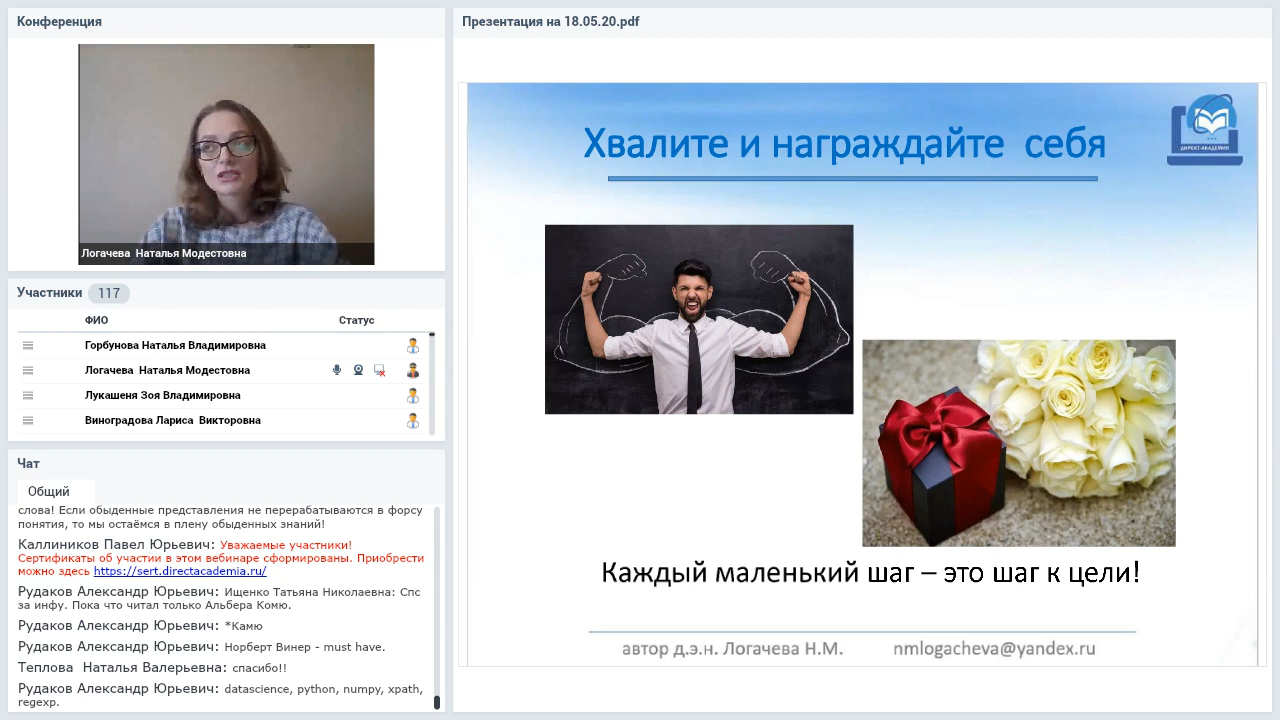 Конференция
Логачева  Наталья Модестовна
Участники 117
ФИО Статус
Горбунова Наталья Владимировна
Логачева  Наталья Модестовна
Лукашеня Зоя Владимировна
Виноградова Лариса  Викторовна
Чат
Общий
слова! Если обыденные представления не перерабатываются в форсу
понятия, то мы остаёмся в плену обыденных знаний!
Каллиников Павел Юрьевич: Уважаемые участники!
Сертификаты об участии в этом вебинаре сформированы. Приобрести
можно здесь https://sert.directacademia.ru/
Рудаков Александр Юрьевич: Ищенко Татьяна Николаевна: Спс
за инфу. Пока что читал только Альбера Комю.
Рудаков Александр Юрьевич: *Камю
Рудаков Александр Юрьевич: Норберт Винер - must have.
Теплова  Наталья Валерьевна: спасибо!!
Рудаков Александр Юрьевич: datascience, python, numpy, xpath,
regexp.
Презентация на 18.05.20.pdf
Хвалите и награждайте  себя
ДИРЕКТ-АКАДЕМИЯ
Каждый маленький шаг – это шаг к цели!
автор д.э.н. Логачева Н.М. nmlogacheva@yandex.ru